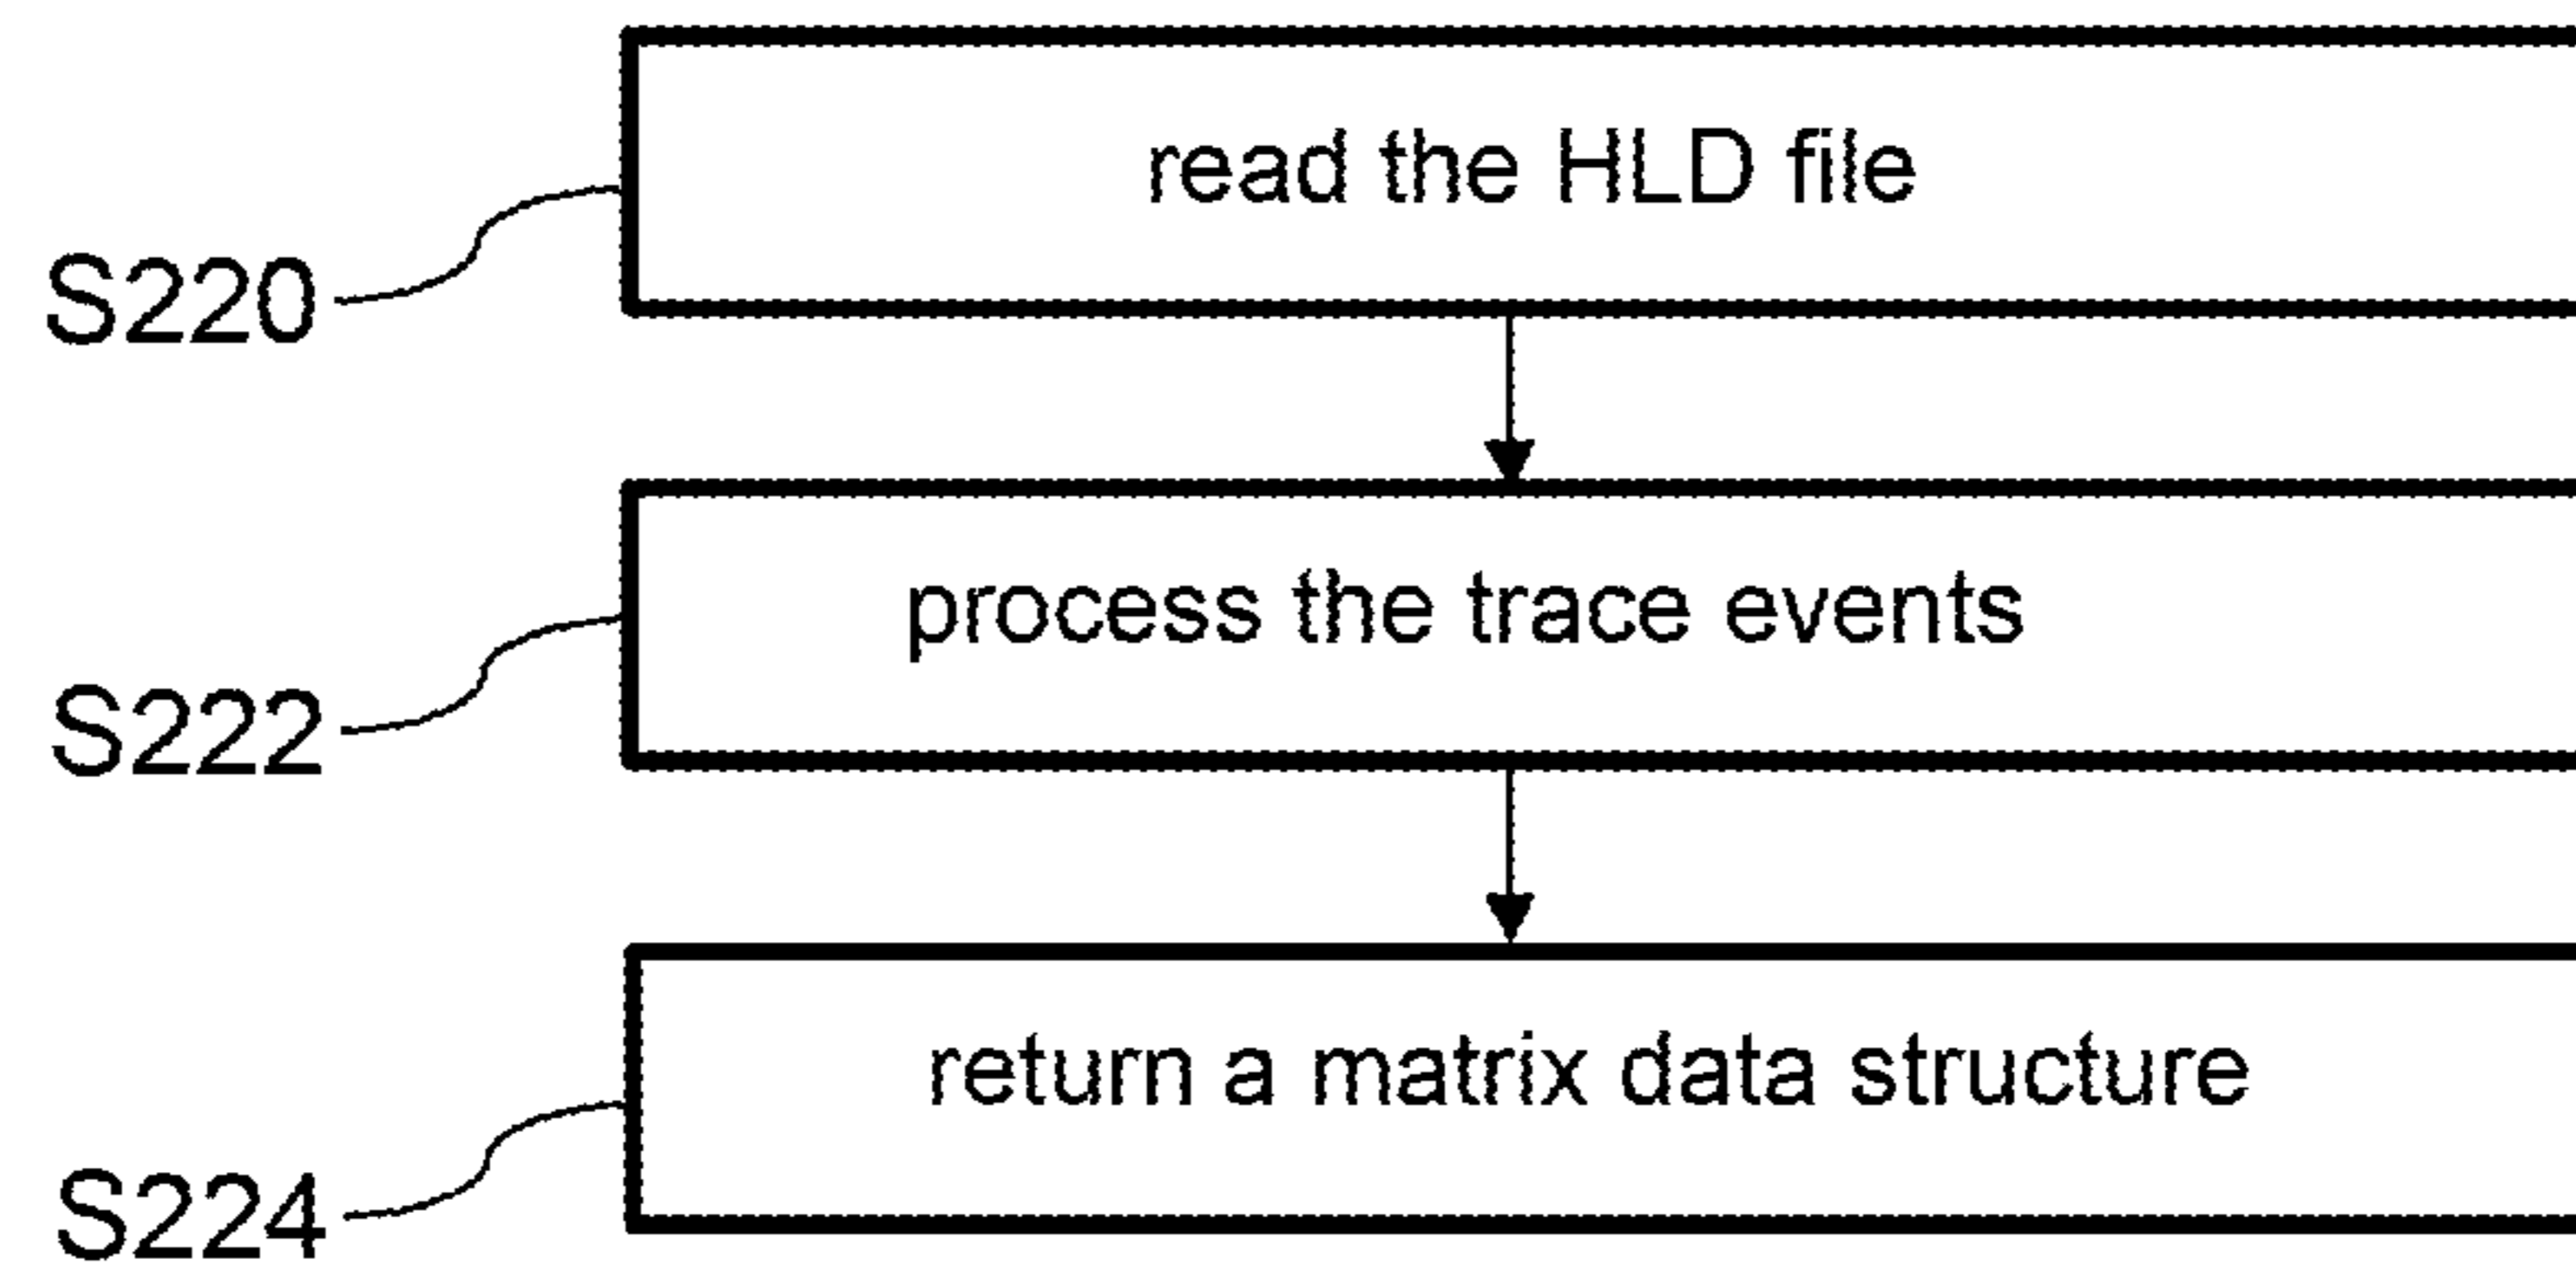 read the HLD file
S220
process the trace events
S222
return a matrix data structure
S224